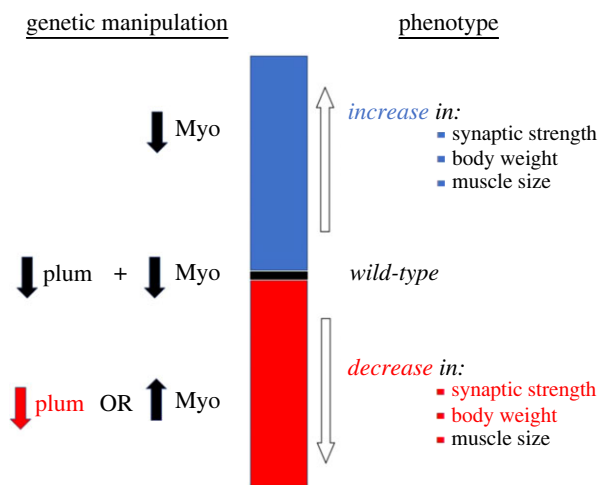 genetic manipulation
phenotype
Myo
increase in:
synaptic strength
body weight
muscle size
plum + Myo
wild-type
decrease in:
plum OR Myo
synaptic strength
body weight
muscle size